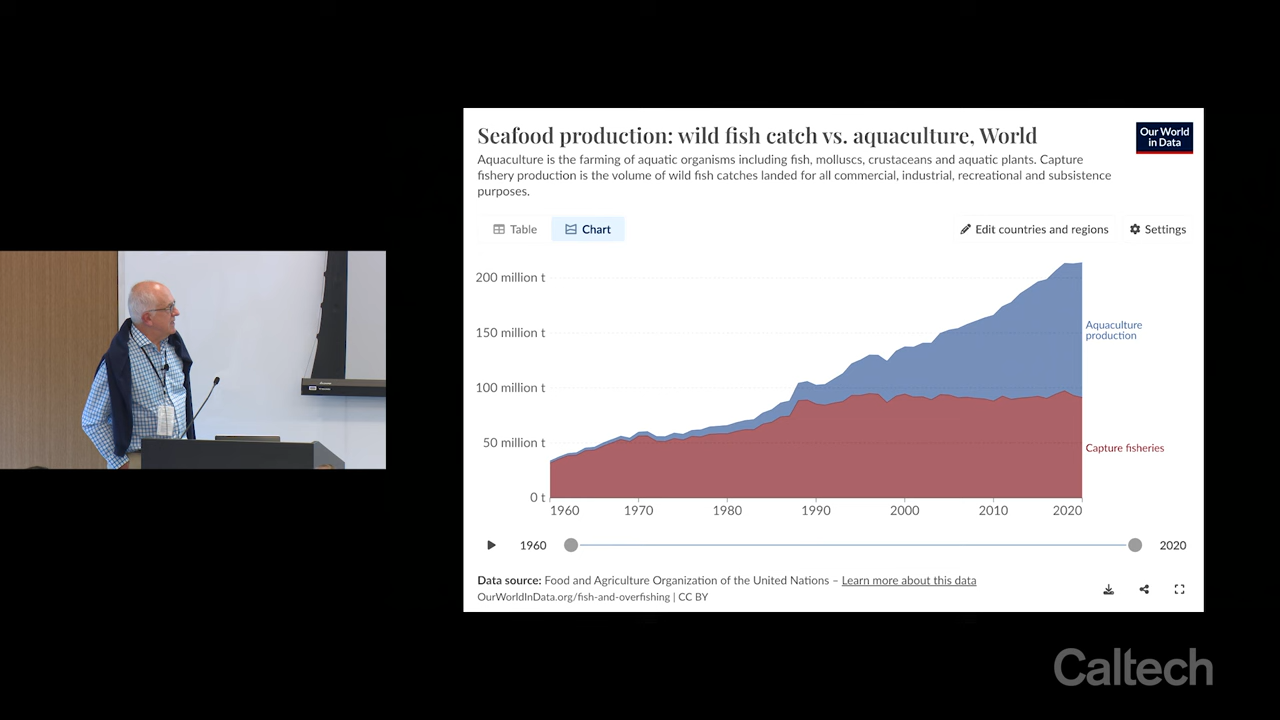 Seafood production: wild fish catch vs. aquaculture, World
Our World
in Data
Aquaculture is the farming of aquatic organisms including fish, molluscs, crustaceans and aquatic plants. Capture
fishery production is the volume of wild fish catches landed for all commercial, industrial, recreational and subsistence
purposes.
Table
Chart
Edit countries and regions
Settings
200 million t
150 million t
100 million t
50 million t
0 t
Aquaculture
production
Capture fisheries
1960
1970
1980
1990
2000
2010
2020
1960
2020
Data source: Food and Agriculture Organization of the United Nations – Learn more about this data
OurWorldInData.org/fish-and-overfishing | CC BY
Caltech